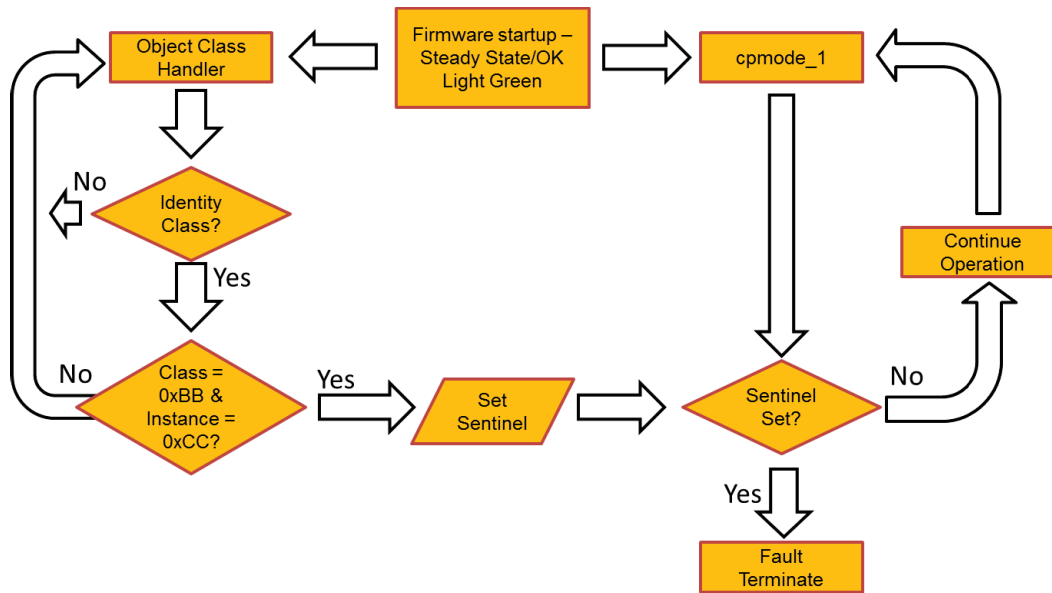 Object Class
Handler
Firmware startup –
Steady State/OK
Light Green
cpmode_1
No
Identity
Class?
Yes
Continue
Operation
No
Class =
0xBB &
Instance =
0xCC?
Yes
Set
Sentinel
Sentinel
Set?
No
Yes
Fault
Terminate